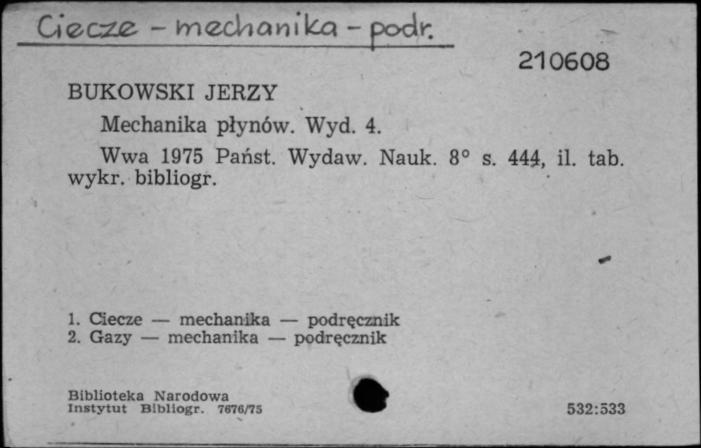 Ciecze - mechanika - podr.
210608
BUKOWSKI JERZY
Mechanika płynów. Wyd. 4.
Wwa 1975 Państ. Wydaw. Nauk. 8° s. 444, il. tab.
wykr. bibliogr.
1. Ciecze — mechanika — podręcznik
2. Gazy — mechanika — podręcznik
Biblioteka Narodowa
Instytut Bibliogr. 7676/75
532:533